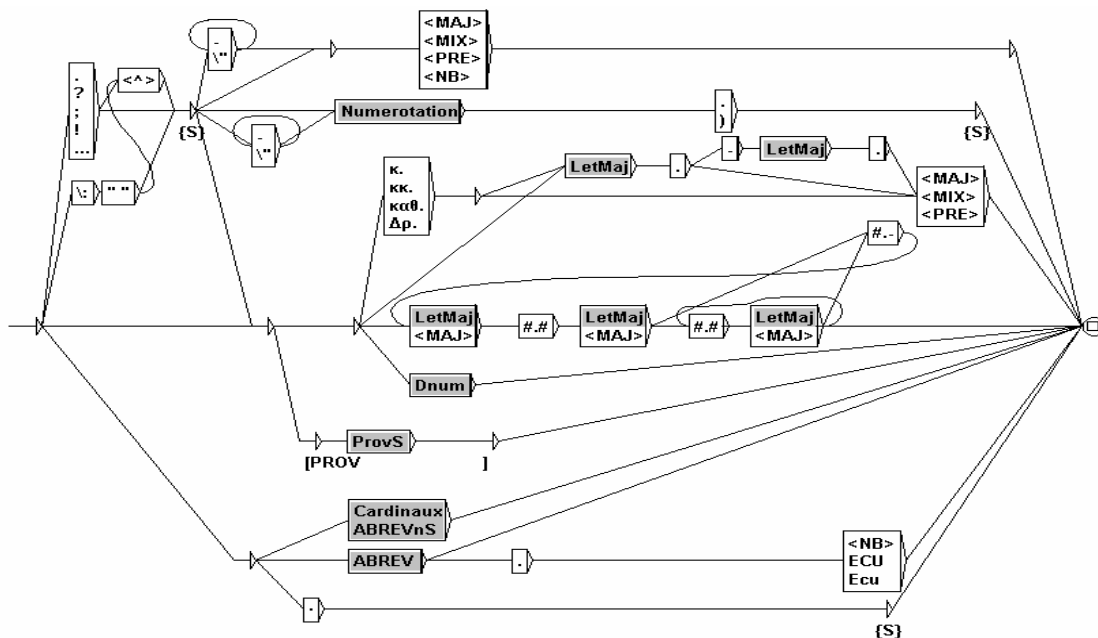 -
\"
<MAJ>
<MIX>
<PRE>
<NB>
.
?
;
!
...
<^>
{S}
-
\"
Numerotation
.
)
{S}
\:
" "
κ.
κκ.
καθ.
Δρ.
LetMaj
.
-
LetMaj
.
<MAJ>
<MIX>
<PRE>
#.-
LetMaj
<MAJ>
#.#
LetMaj
<MAJ>
#.#
LetMaj
<MAJ>
Dnum
ProvS
[PROV ]
Cardinaux
ABREVnS
ABREV
.
<NB>
ECU
Ecu
.
{S}